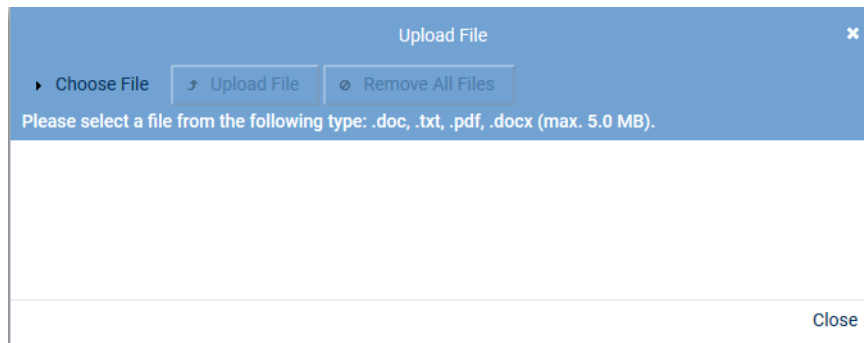 Upload File
Choose File Upload File Remove All Files
Please select a file from the following type: .doc, .txt, .pdf, .docx (max. 5.0 MB).
Close